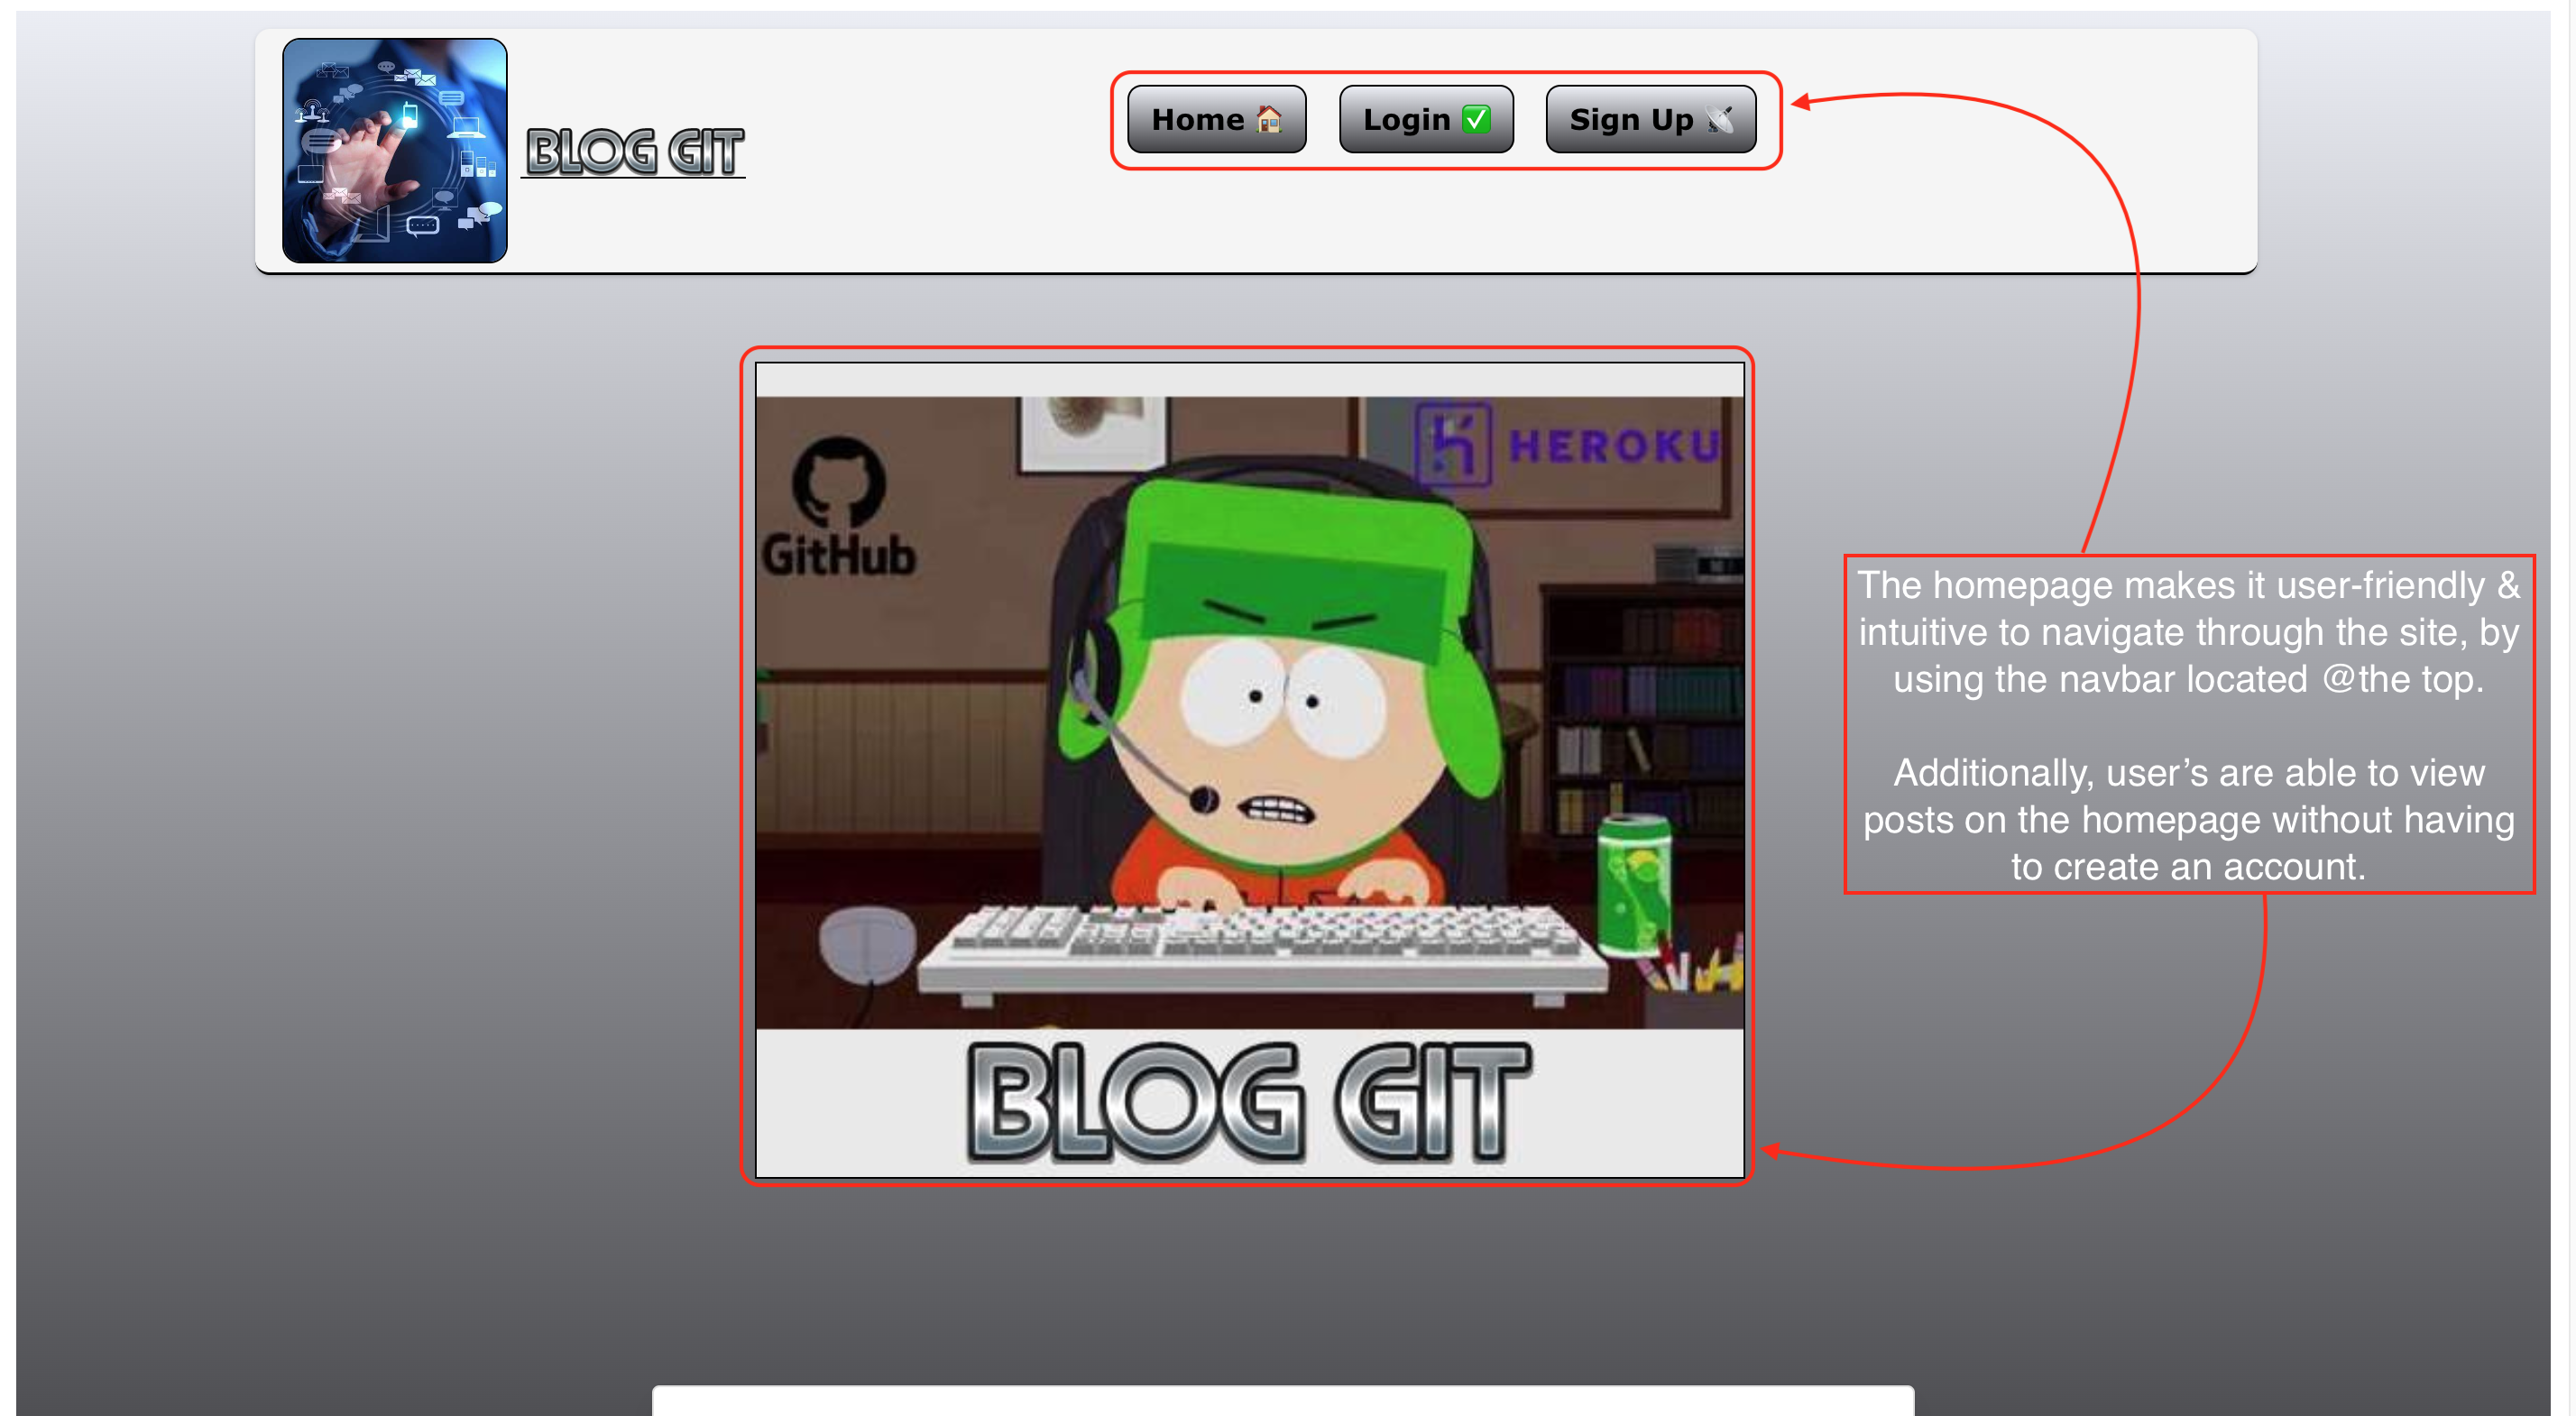 BLOG GIT
Home 🏠 Login ✅ Sign Up 📡
GitHub
HEROKU
BLOG GIT
The homepage makes it user-friendly &
intuitive to navigate through the site, by
using the navbar located @the top.
Additionally, user’s are able to view
posts on the homepage without having
to create an account.